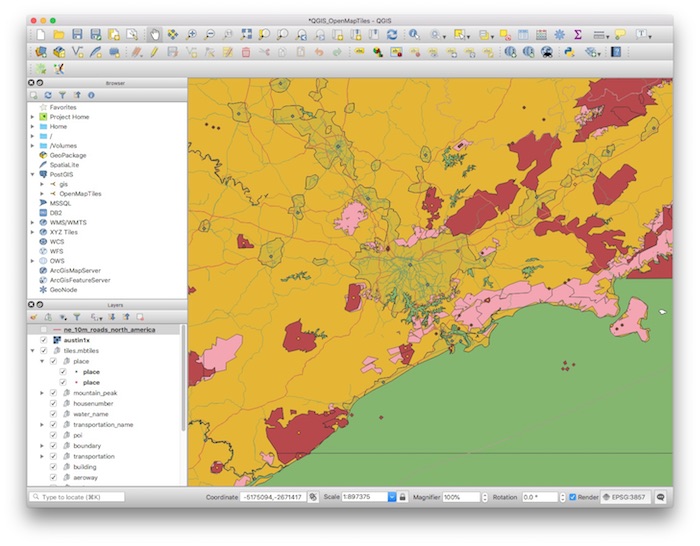 *QGIS_OpenMapTiles - QGIS
Browser
Favorites
Project Home
Home
/
/Volumes
GeoPackage
SpatiaLite
PostGIS
gis
OpenMapTiles
MSSQL
DB2
WMS/WMTS
XYZ Tiles
WCS
WFS
OWS
ArcGisMapServer
ArcGisFeatureServer
GeoNode
Layers
ne_10m_roads_north_america
austin1x
tiles.mbtiles
place
place
place
mountain_peak
housenumber
water_name
transportation_name
poi
boundary
transportation
building
aeroway
Type to locate (⌘K) Coordinate -5175094,-2671417 Scale 1:897375 Magnifier 100% Rotation 0.0 ° Render EPSG:3857